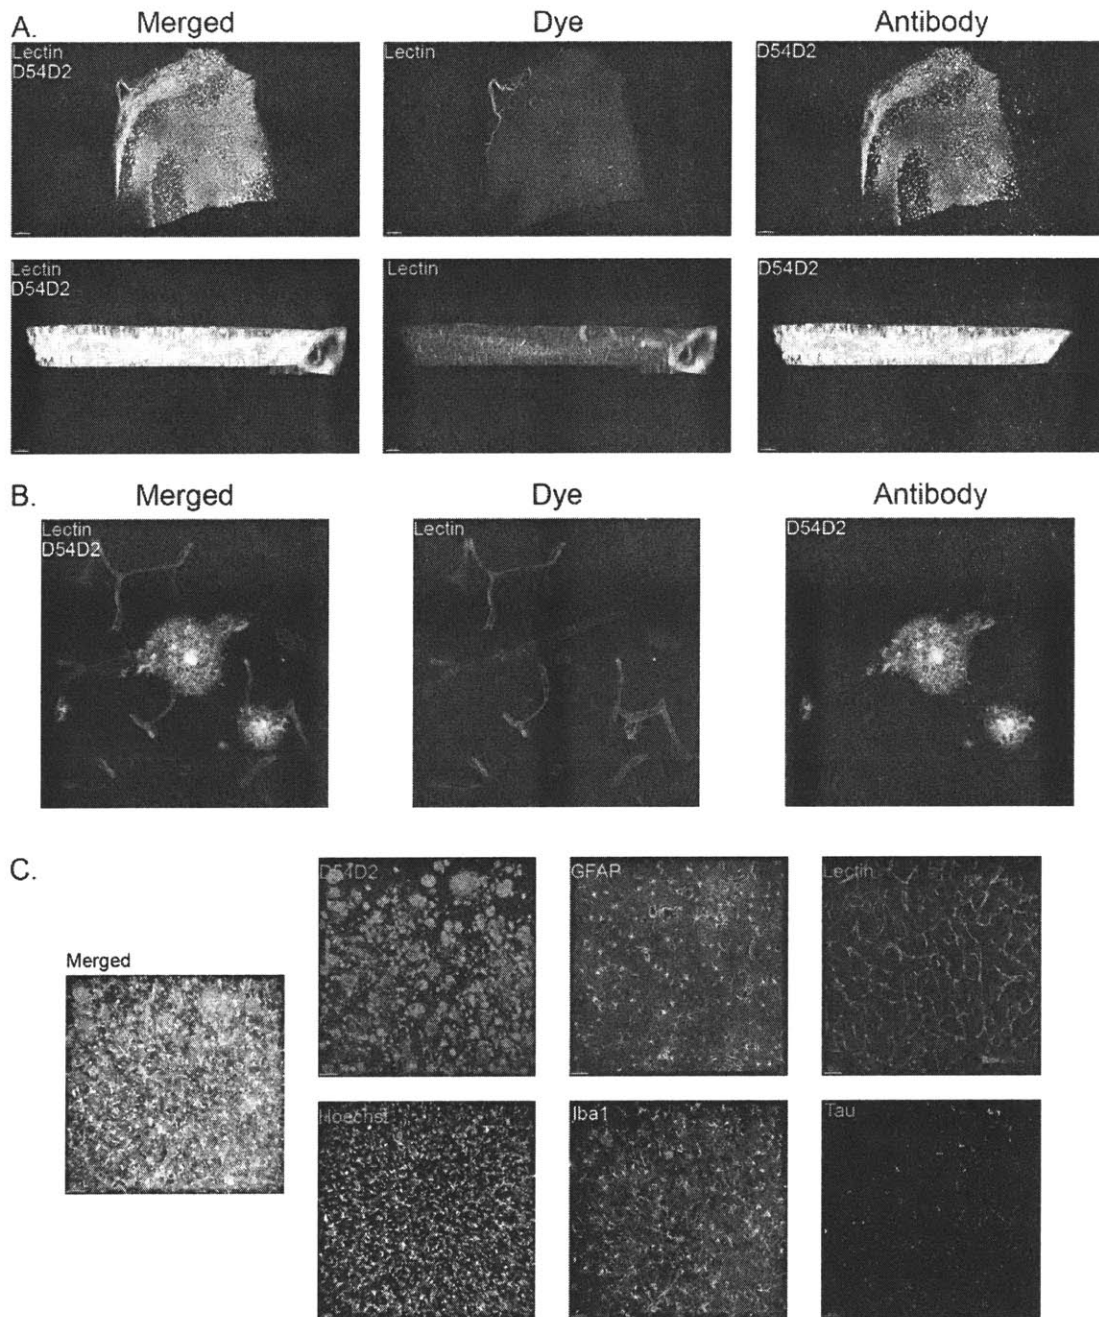 A.
Merged Dye Antibody
Lectin
D54D2
Lectin
D54D2
Lectin
D54D2
Lectin
D54D2
B.
Merged Dye Antibody
Lectin
D54D2
Lectin
D54D2
C.
D54D2
GFAP
Lectin
Merged
Hoechst
Iba1
Tau